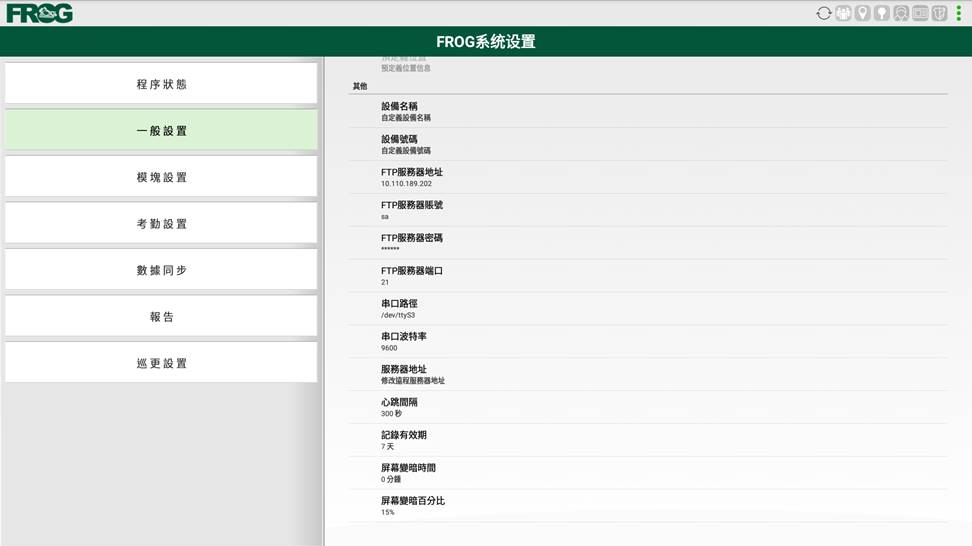 FROG
FROG系统设置
程序狀態
一般設置
模塊設置
考勤設置
數據同步
報告
巡更設置
預定義位置
預定義位置信息
其他
設備名稱
自定義設備名稱
設備號碼
自定義設備號碼
FTP服務器地址
10.110.189.202
FTP服務器賬號
sa
FTP服務器密碼
******
FTP服務器端口
21
串口路徑
/dev/ttyS3
串口波特率
9600
服務器地址
修改遠程服務器地址
心跳間隔
300 秒
記錄有效期
7 天
屏幕變暗時間
0 分鍾
屏幕變暗百分比
15%